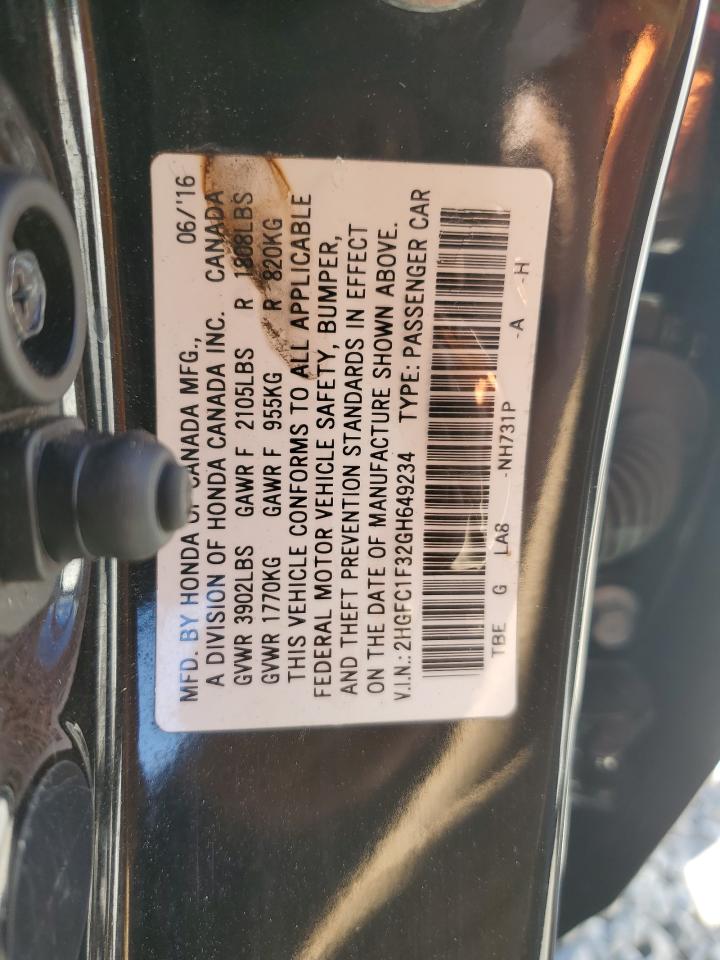 MFD. BY HONDA OF CANADA MFG., 06/'16
A DIVISION OF HONDA CANADA INC. CANADA
GVWR 3902LBS GAWR F 2105LBS R 1808LBS
GVWR 1770KG GAWR F 955KG R 820KG
THIS VEHICLE CONFORMS TO ALL APPLICABLE
FEDERAL MOTOR VEHICLE SAFETY, BUMPER,
AND THEFT PREVENTION STANDARDS IN EFFECT
ON THE DATE OF MANUFACTURE SHOWN ABOVE.
V.I.N.: 2HGFC1F32GH649234 TYPE: PASSENGER CAR
TBE G LA8 -NH731P -A -H